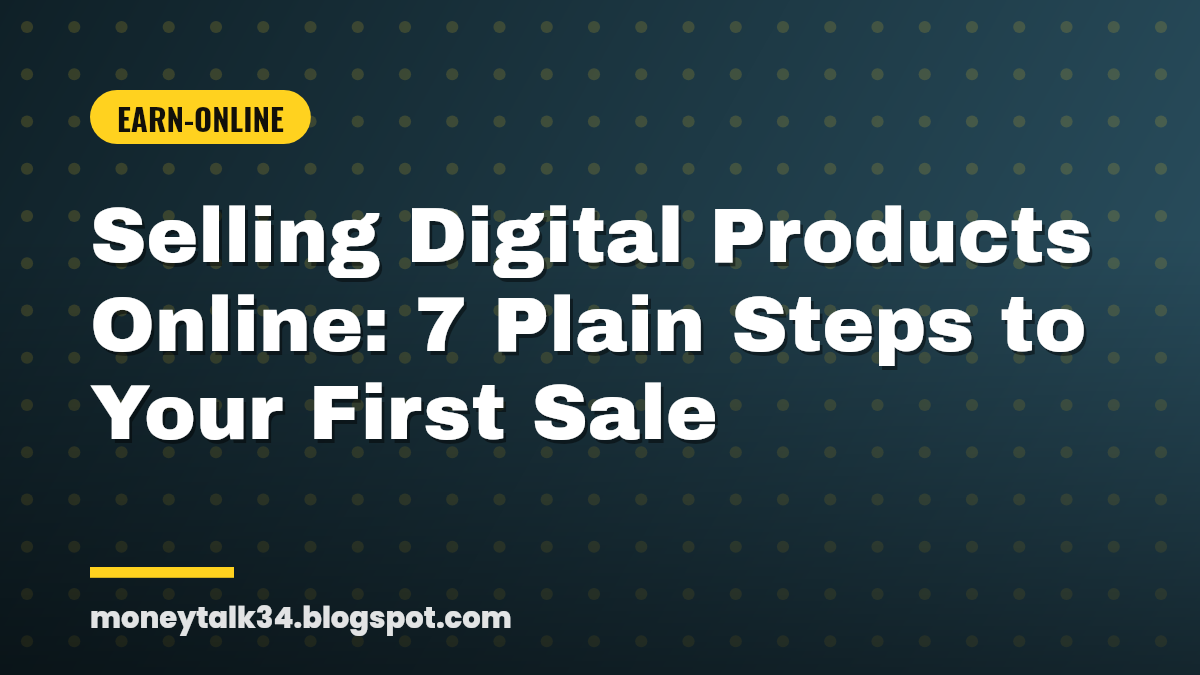 EARN-ONLINE
Selling Digital Products
Online: 7 Plain Steps to
Your First Sale
moneytalk34.blogspot.com